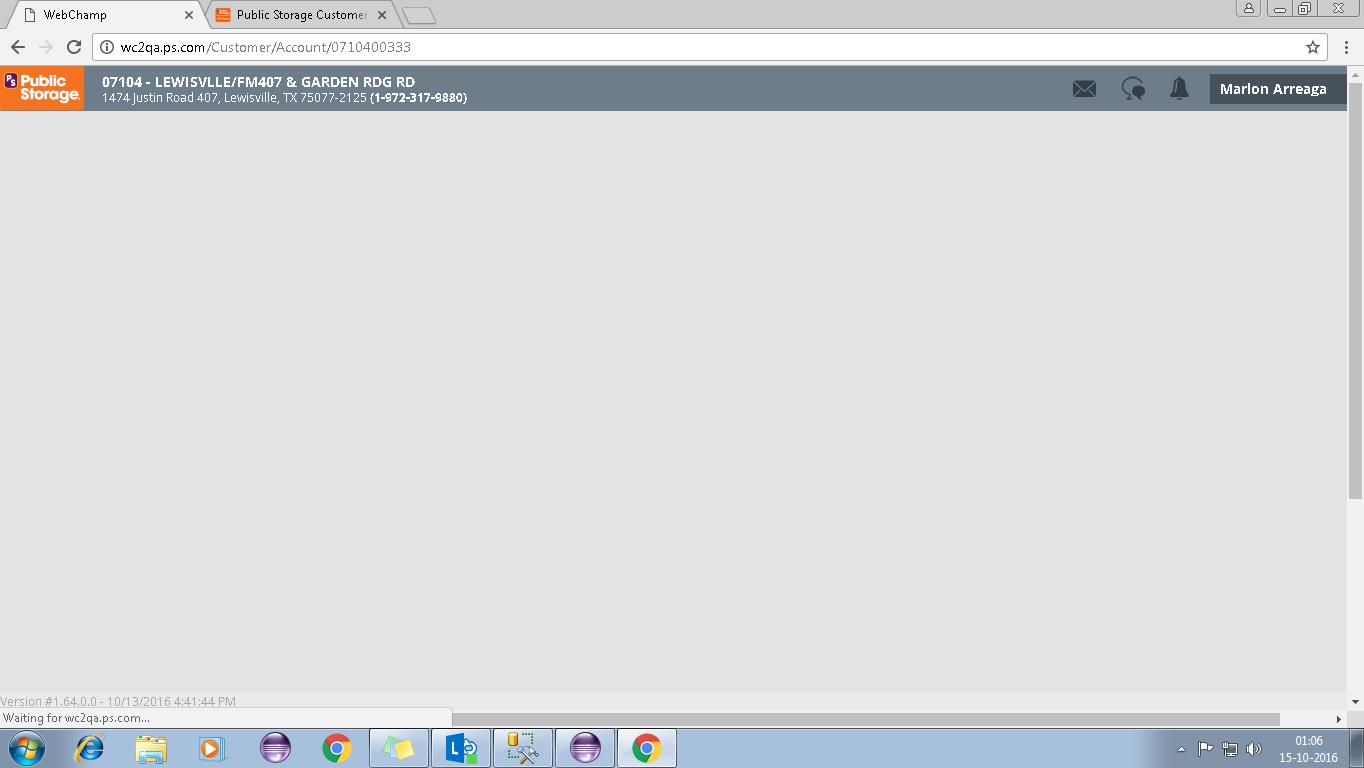 WebChamp
Public Storage Customer
wc2qa.ps.com/Customer/Account/0710400333
PS Public Storage.
07104 - LEWISVLLE/FM407 & GARDEN RDG RD
1474 Justin Road 407, Lewisville, TX 75077-2125 (1-972-317-9880)
Marlon Arreaga
Version #1.64.0.0 - 10/13/2016 4:41:44 PM
Waiting for wc2qa.ps.com...
01:06
15-10-2016